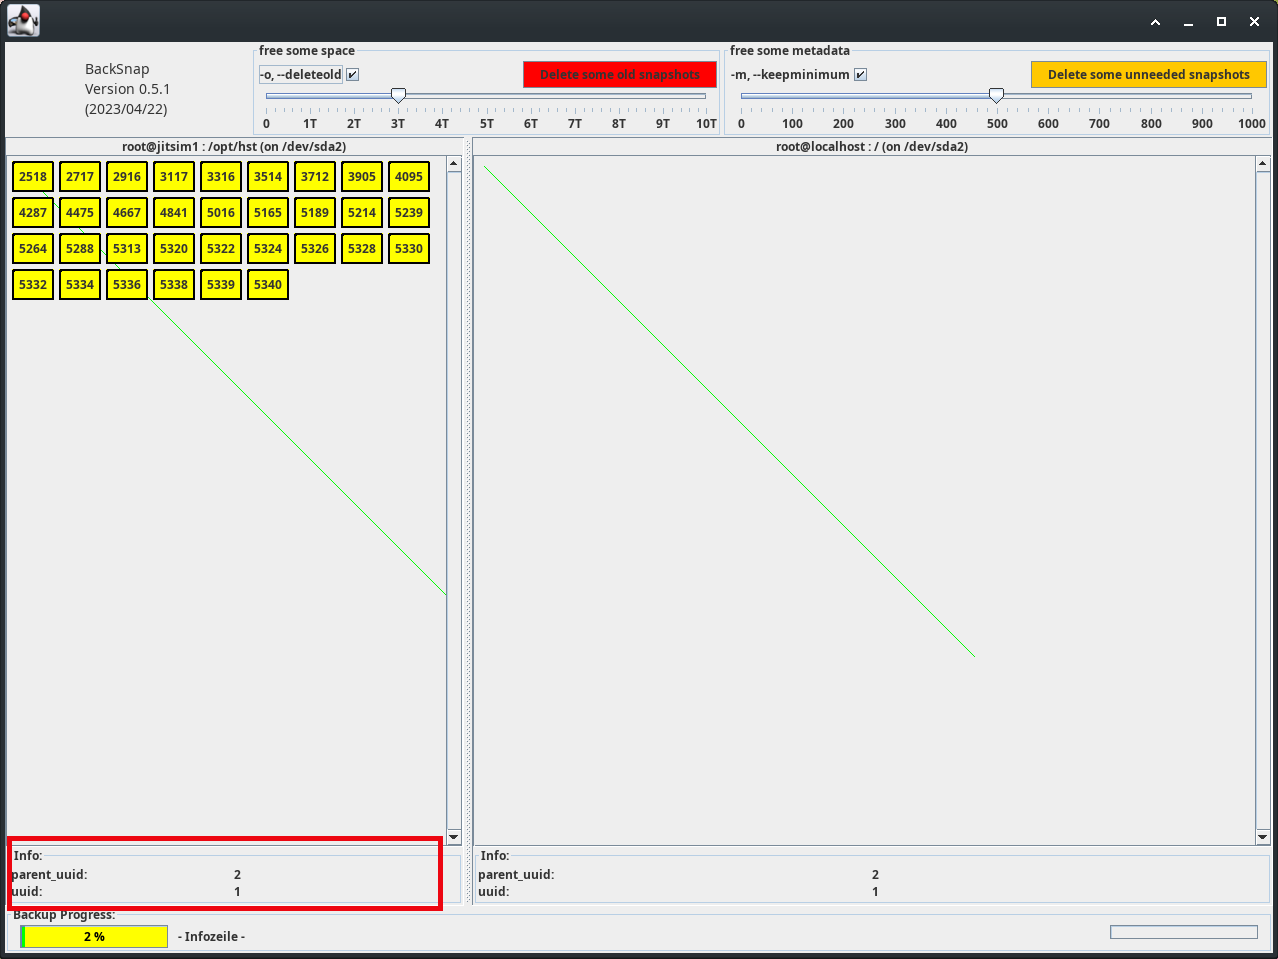 BackSnap
Version 0.5.1
(2023/04/22)
free some space
-o, --deleteold
Delete some old snapshots
0 1T 2T 3T 4T 5T 6T 7T 8T 9T 10T
free some metadata
-m, --keepminimum
Delete some unneeded snapshots
0 100 200 300 400 500 600 700 800 900 1000
root@jitsim1 : /opt/hst (on /dev/sda2)
2518 2717 2916 3117 3316 3514 3712 3905 4095
4287 4475 4667 4841 5016 5165 5189 5214 5239
5264 5288 5313 5320 5322 5324 5326 5328 5330
5332 5334 5336 5338 5339 5340
root@localhost : / (on /dev/sda2)
Info:
parent_uuid: 2
uuid: 1
Info:
parent_uuid: 2
uuid: 1
Backup Progress:
2 %
- Infozeile -